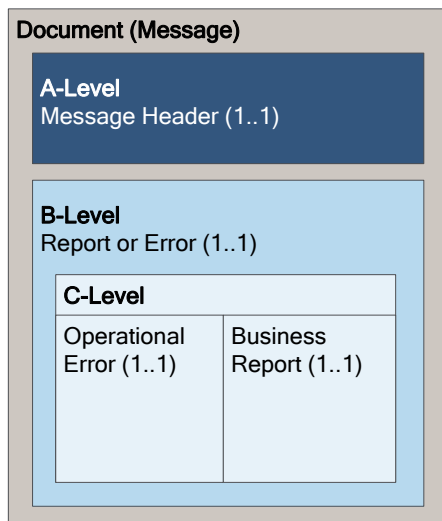 Document (Message)
A-Level
Message Header (1..1)
B-Level
Report or Error (1..1)
C-Level
Operational
Error (1..1)
Business
Report (1..1)